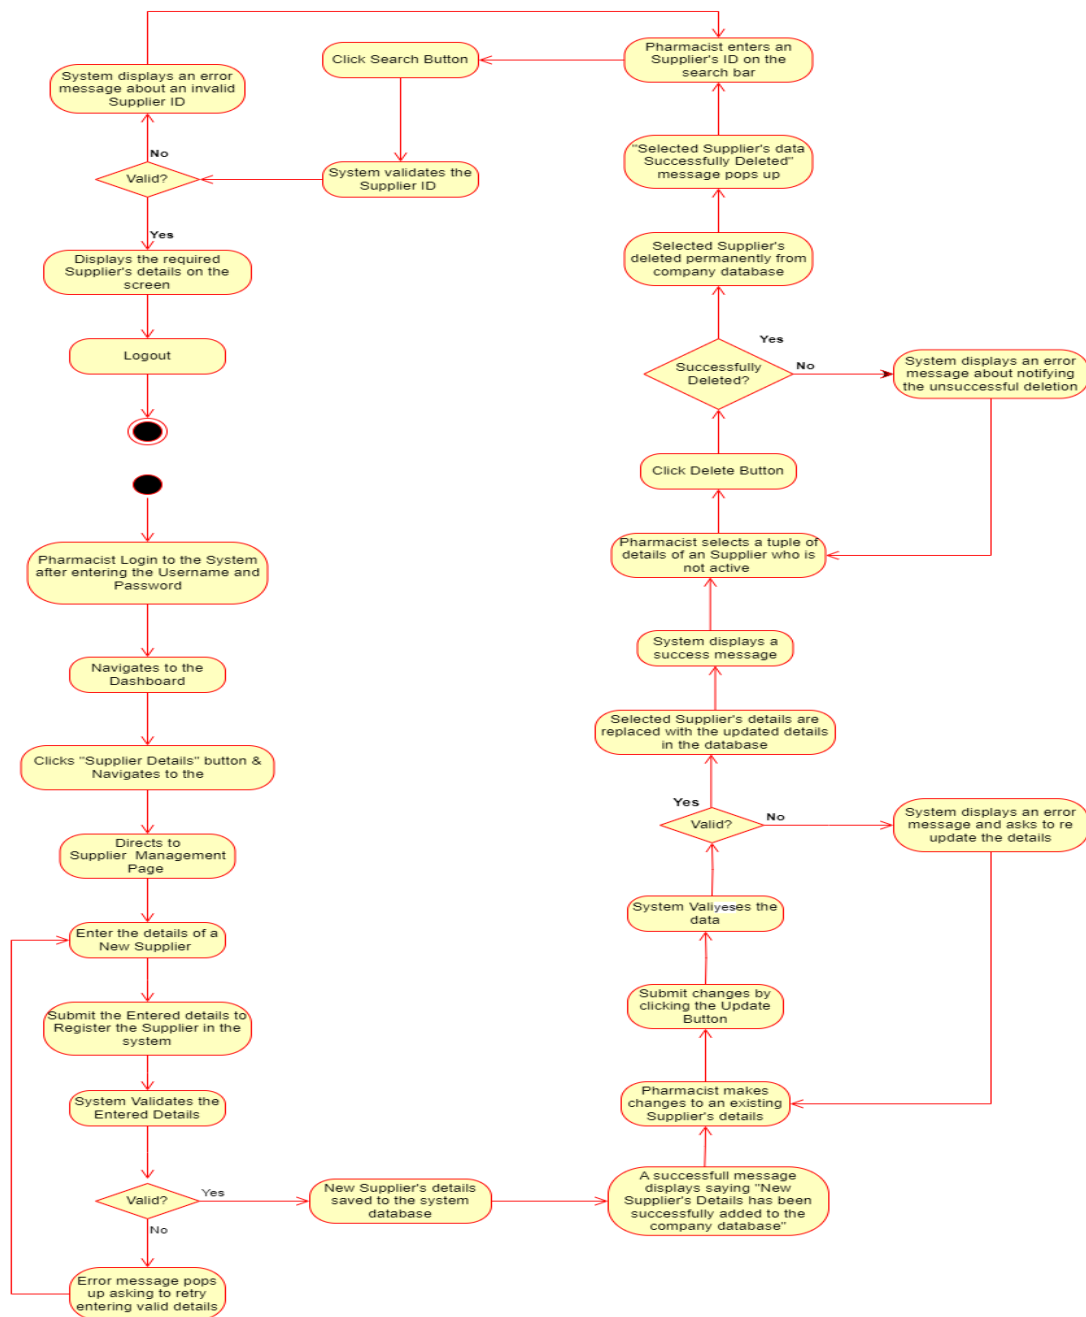 System displays an error
message about an invalid
Supplier ID
No
Valid?
Yes
Displays the required
Supplier's details on the
screen
Logout
Click Search Button
System validates the
Supplier ID
Pharmacist enters an
Supplier's ID on the
search bar
"Selected Supplier's data
Successfully Deleted"
message pops up
Selected Supplier's
deleted permanently from
company database
Yes
Successfully
Deleted?
No
System displays an error
message about notifying
the unsuccessful deletion
Click Delete Button
Pharmacist selects a tuple of
details of an Supplier who is
not active
System displays a
success message
Selected Supplier's details are
replaced with the updated details
in the database
Yes
Valid?
No
System displays an error
message and asks to re
update the details
System Valiyeses the
data
Submit changes by
clicking the Update
Button
Pharmacist makes
changes to an existing
Supplier's details
Pharmacist Login to the System
after entering the Username and
Password
Navigates to the
Dashboard
Clicks "Supplier Details" button &
Navigates to the
Directs to
Supplier Management
Page
Enter the details of a
New Supplier
Submit the Entered details to
Register the Supplier in the
system
System Validates the
Entered Details
Valid?
Yes
No
Error message pops
up asking to retry
entering valid details
New Supplier's details
saved to the system
database
A successfull message
displays saying "New
Supplier's Details has been
successfully added to the
company database"